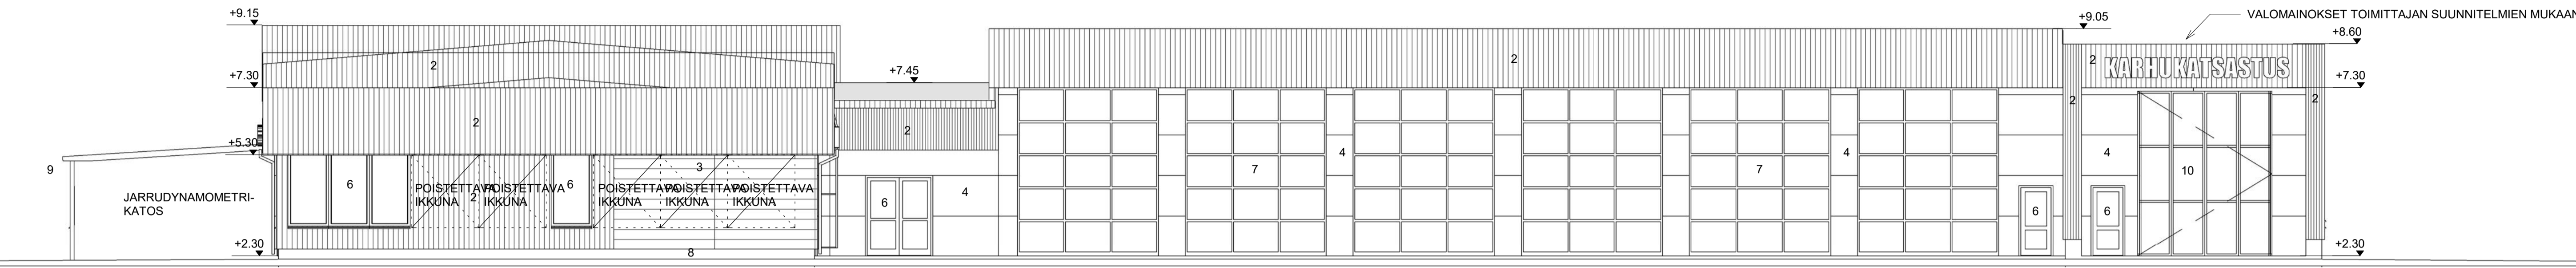 VALOMAINOKSET TOIMITTAJAN SUUNNITELMIEN MUKAAN
+9.15
+9.05
+8.60
+7.30
+7.45
+7.30
2
2
2
KARHUKATSASTUS
2
2
2
2
+5.30
9
3
7
4
7
4
4
10
JARRUDYNAMOMETRI-
KATOS
6
POISTETTAVA
IKKUNA
2
POISTETTAVA
IKKUNA
6
POISTETTAVA
IKKUNA
POISTETTAVA
IKKUNA
POISTETTAVA
IKKUNA
6
4
6
6
+2.30
8
+2.30